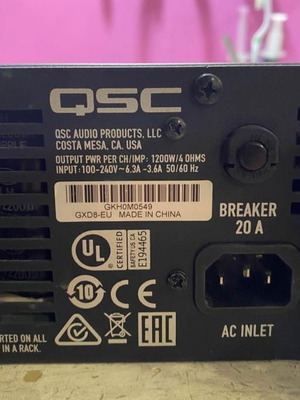 QSC
QSC AUDIO PRODUCTS, LLC
COSTA MESA, CA. USA
OUTPUT PWR PER CH/IMP: 1200W/4 OHMS
INPUT: 100-240V~6.3A-3.6A 50/60 HZ
GKH0M0549
GXD8-EU MADE IN CHINA
BREAKER
20 A
UL
LISTED
SAFETY US CA
E194465
10
CE
EAC
AC INLET
RTED ON ALL
IN A RACK.